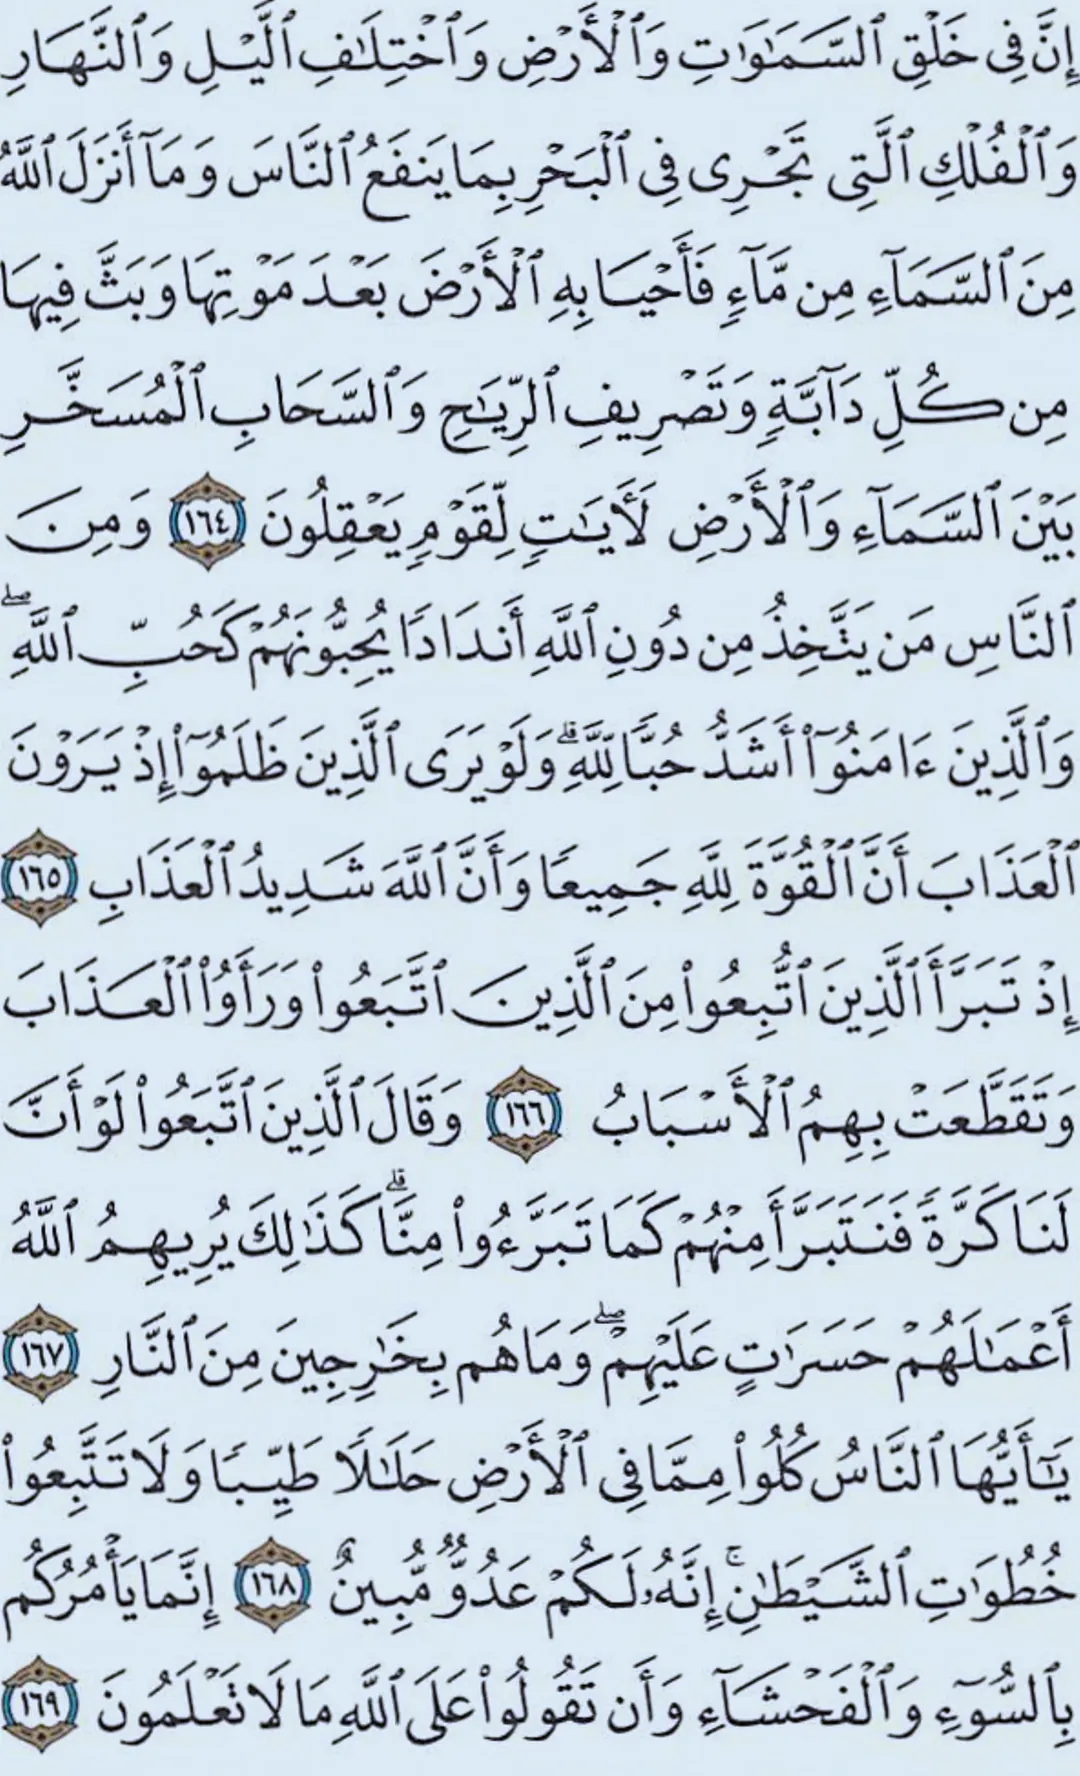 إِنَّ فِى خَلْقِ ٱلسَّمَـٰوَٰتِ وَٱلْأَرْضِ وَٱخْتِلَـٰفِ ٱلَّيْلِ وَٱلنَّهَارِ
وَٱلْفُلْكِ ٱلَّتِى تَجْرِى فِى ٱلْبَحْرِ بِمَا يَنفَعُ ٱلنَّاسَ وَمَآ أَنزَلَ ٱللَّهُ
مِنَ ٱلسَّمَآءِ مِن مَّآءٍ فَأَحْيَا بِهِ ٱلْأَرْضَ بَعْدَ مَوْتِهَا وَبَثَّ فِيهَا
مِن كُلِّ دَآبَّةٍ وَتَصْرِيفِ ٱلرِّيَـٰحِ وَٱلسَّحَابِ ٱلْمُسَخَّرِ
بَيْنَ ٱلسَّمَآءِ وَٱلْأَرْضِ لَـَٔايَـٰتٍ لِّقَوْمٍ يَعْقِلُونَ ١٦٤ وَمِنَ
ٱلنَّاسِ مَن يَتَّخِذُ مِن دُونِ ٱللَّهِ أَندَادًا يُحِبُّونَهُمْ كَحُبِّ ٱللَّهِ ۖ
وَٱلَّذِينَ ءَامَنُوٓا۟ أَشَدُّ حُبًّا لِّلَّهِ ۗ وَلَوْ يَرَى ٱلَّذِينَ ظَلَمُوٓا۟ إِذْ يَرَوْنَ
ٱلْعَذَابَ أَنَّ ٱلْقُوَّةَ لِلَّهِ جَمِيعًا وَأَنَّ ٱللَّهَ شَدِيدُ ٱلْعَذَابِ ١٦٥
إِذْ تَبَرَّأَ ٱلَّذِينَ ٱتُّبِعُوا۟ مِنَ ٱلَّذِينَ ٱتَّبَعُوا۟ وَرَأَوُا۟ ٱلْعَذَابَ
وَتَقَطَّعَتْ بِهِمُ ٱلْأَسْبَابُ ١٦٦ وَقَالَ ٱلَّذِينَ ٱتَّبَعُوا۟ لَوْ أَنَّ
لَنَا كَرَّةً فَنَتَبَرَّأَ مِنْهُمْ كَمَا تَبَرَّءُوا۟ مِنَّا ۗ كَذَٰلِكَ يُرِيهِمُ ٱللَّهُ
أَعْمَـٰلَهُمْ حَسَرَٰتٍ عَلَيْهِمْ ۖ وَمَا هُم بِخَـٰرِجِينَ مِنَ ٱلنَّارِ ١٦٧
يَـٰٓأَيُّهَا ٱلنَّاسُ كُلُوا۟ مِمَّا فِى ٱلْأَرْضِ حَلَـٰلًا طَيِّبًا وَلَا تَتَّبِعُوا۟
خُطُوَٰتِ ٱلشَّيْطَـٰنِ ۚ إِنَّهُۥ لَكُمْ عَدُوٌّ مُّبِينٌ ١٦٨ إِنَّمَا يَأْمُرُكُم
بِٱلسُّوٓءِ وَٱلْفَحْشَآءِ وَأَن تَقُولُوا۟ عَلَى ٱللَّهِ مَا لَا تَعْلَمُونَ ١٦٩